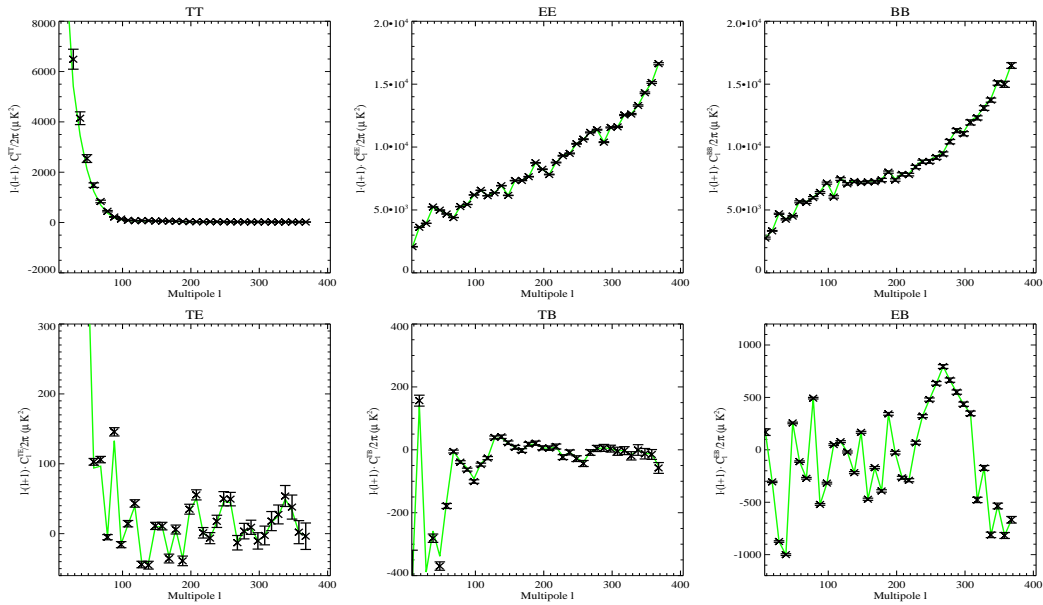 TT
8000
6000
4000
2000
0
-2000
l·(l+1)· C_l^TT/2π (μ K²)
100 200 300 400
Multipole l
EE
2.0•10⁴
1.5•10⁴
1.0•10⁴
5.0•10³
0
l·(l+1)· C_l^EE/2π (μ K²)
100 200 300 400
Multipole l
BB
2.0•10⁴
1.5•10⁴
1.0•10⁴
5.0•10³
0
l·(l+1)· C_l^BB/2π (μ K²)
100 200 300 400
Multipole l
TE
300
200
100
0
l·(l+1)· C_l^TE/2π (μ K²)
100 200 300 400
Multipole l
TB
400
200
0
-200
-400
l·(l+1)· C_l^TB/2π (μ K²)
100 200 300 400
Multipole l
EB
1000
500
0
-500
-1000
l·(l+1)· C_l^EB/2π (μ K²)
100 200 300 400
Multipole l